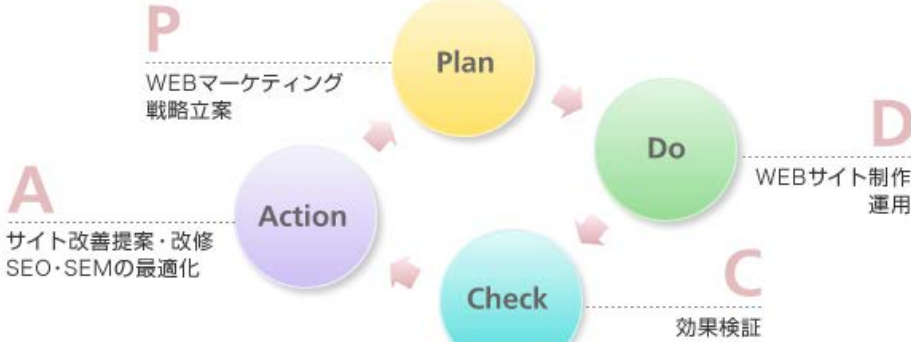 P
Plan
WEBマーケティング
戦略立案
D
Do
WEBサイト制作
運用
A
Action
サイト改善提案・改修
SEO・SEMの最適化
C
Check
効果検証